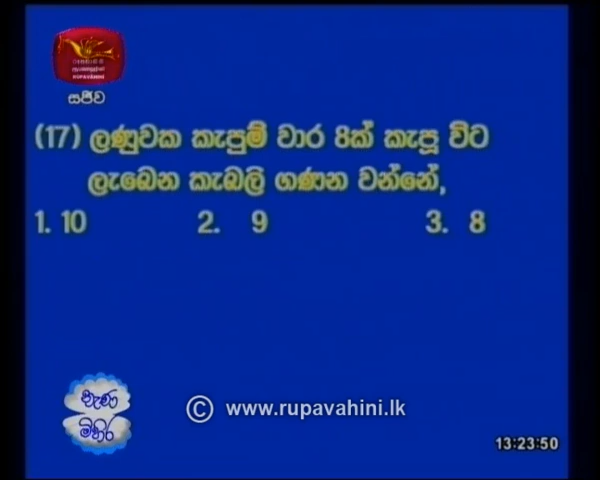 සජීව
(17) ලණුවක කැපුම් වාර 8ක් කැපූ විට
ලැබෙන කැබලි ගණන වන්නේ,
1. 10 2. 9 3. 8
නැණ
මිහිර
© www.rupavahini.lk
13:23:50